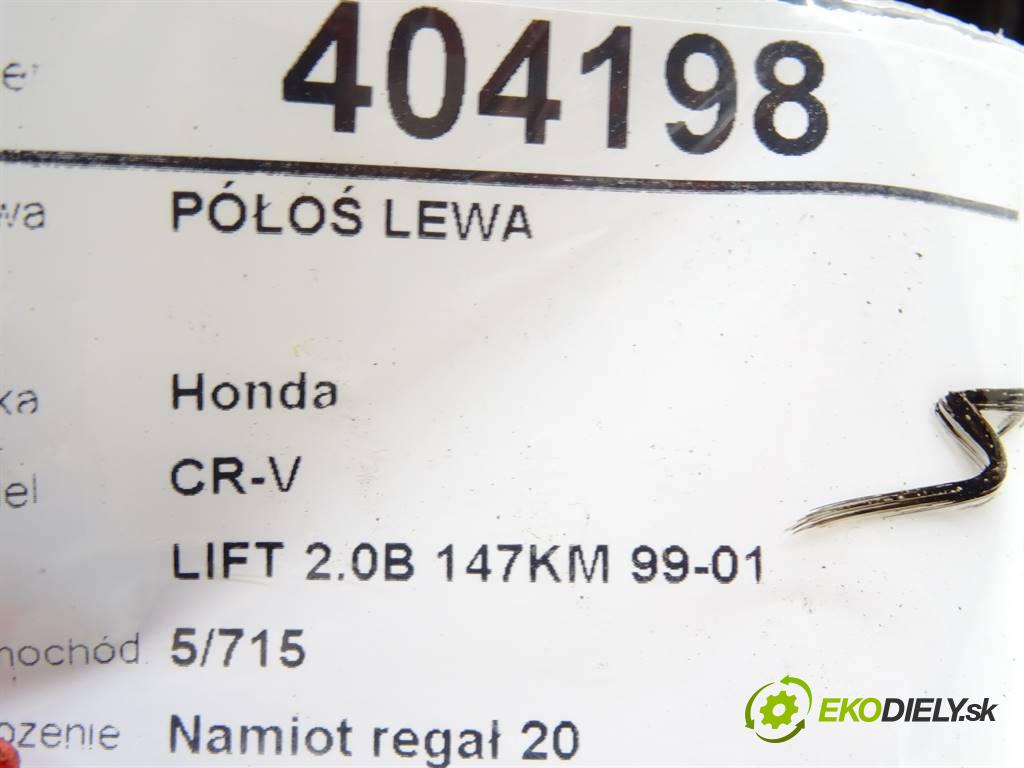 404198
PÓŁOŚ LEWA
Honda
CR-V
LIFT 2.0B 147KM 99-01
5/715
Namiot regał 20
EKODIELY.sk